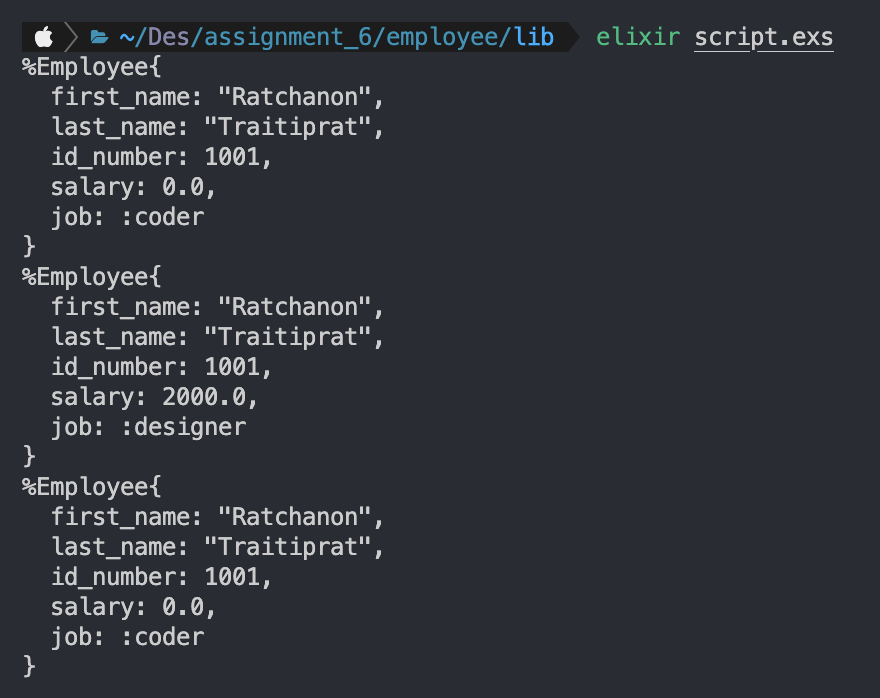 ~/Des/assignment_6/employee/lib elixir script.exs
%Employee{
  first_name: "Ratchanon",
  last_name: "Traitiprat",
  id_number: 1001,
  salary: 0.0,
  job: :coder
}
%Employee{
  first_name: "Ratchanon",
  last_name: "Traitiprat",
  id_number: 1001,
  salary: 2000.0,
  job: :designer
}
%Employee{
  first_name: "Ratchanon",
  last_name: "Traitiprat",
  id_number: 1001,
  salary: 0.0,
  job: :coder
}